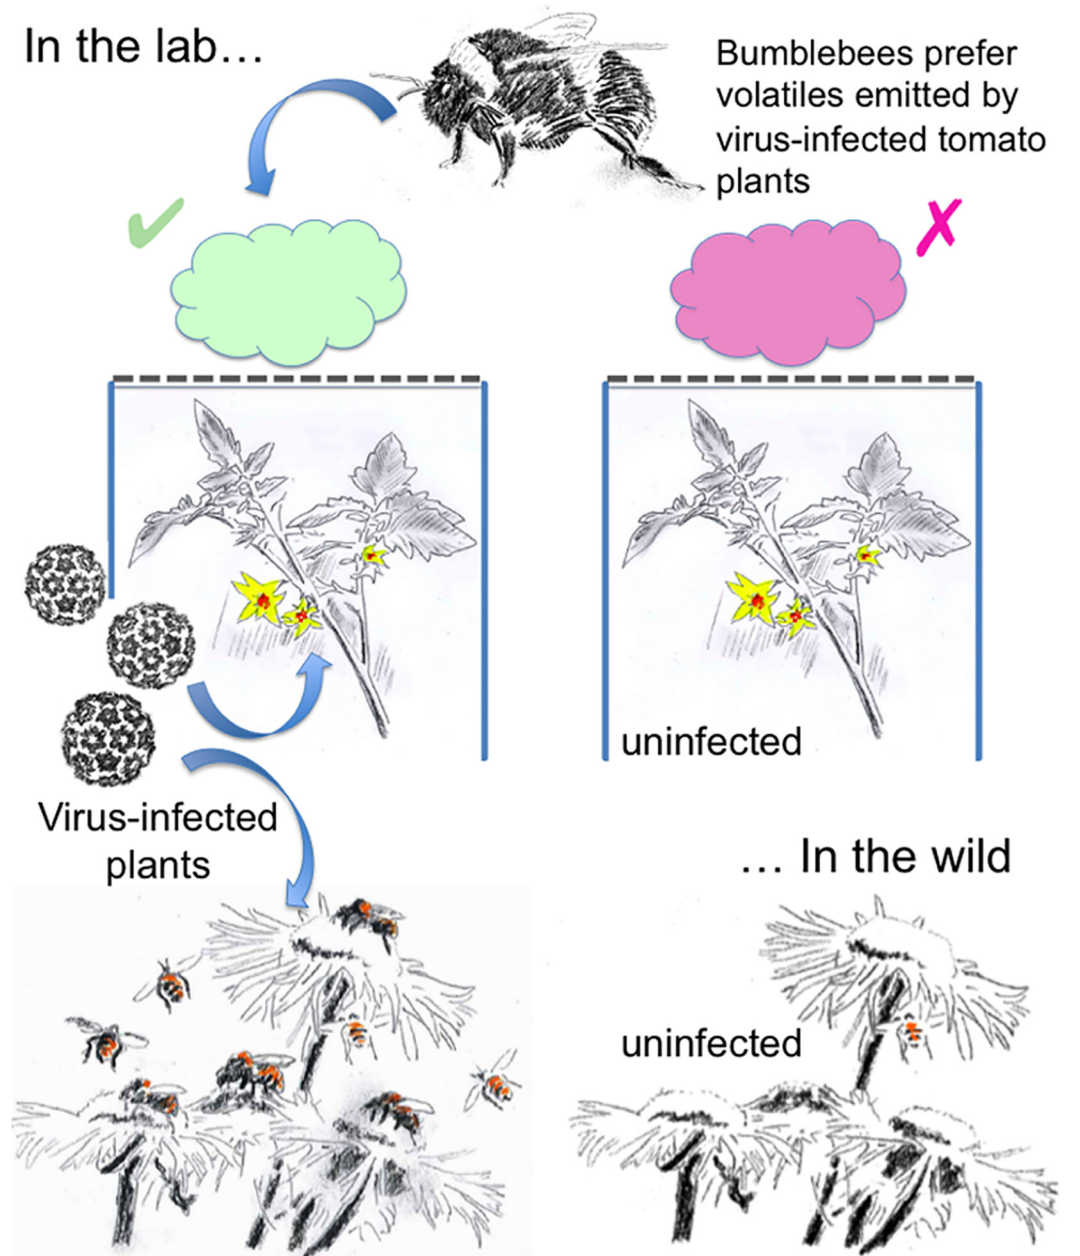 In the lab…
Bumblebees prefer
volatiles emitted by
virus-infected tomato
plants
uninfected
Virus-infected
plants
… In the wild
uninfected